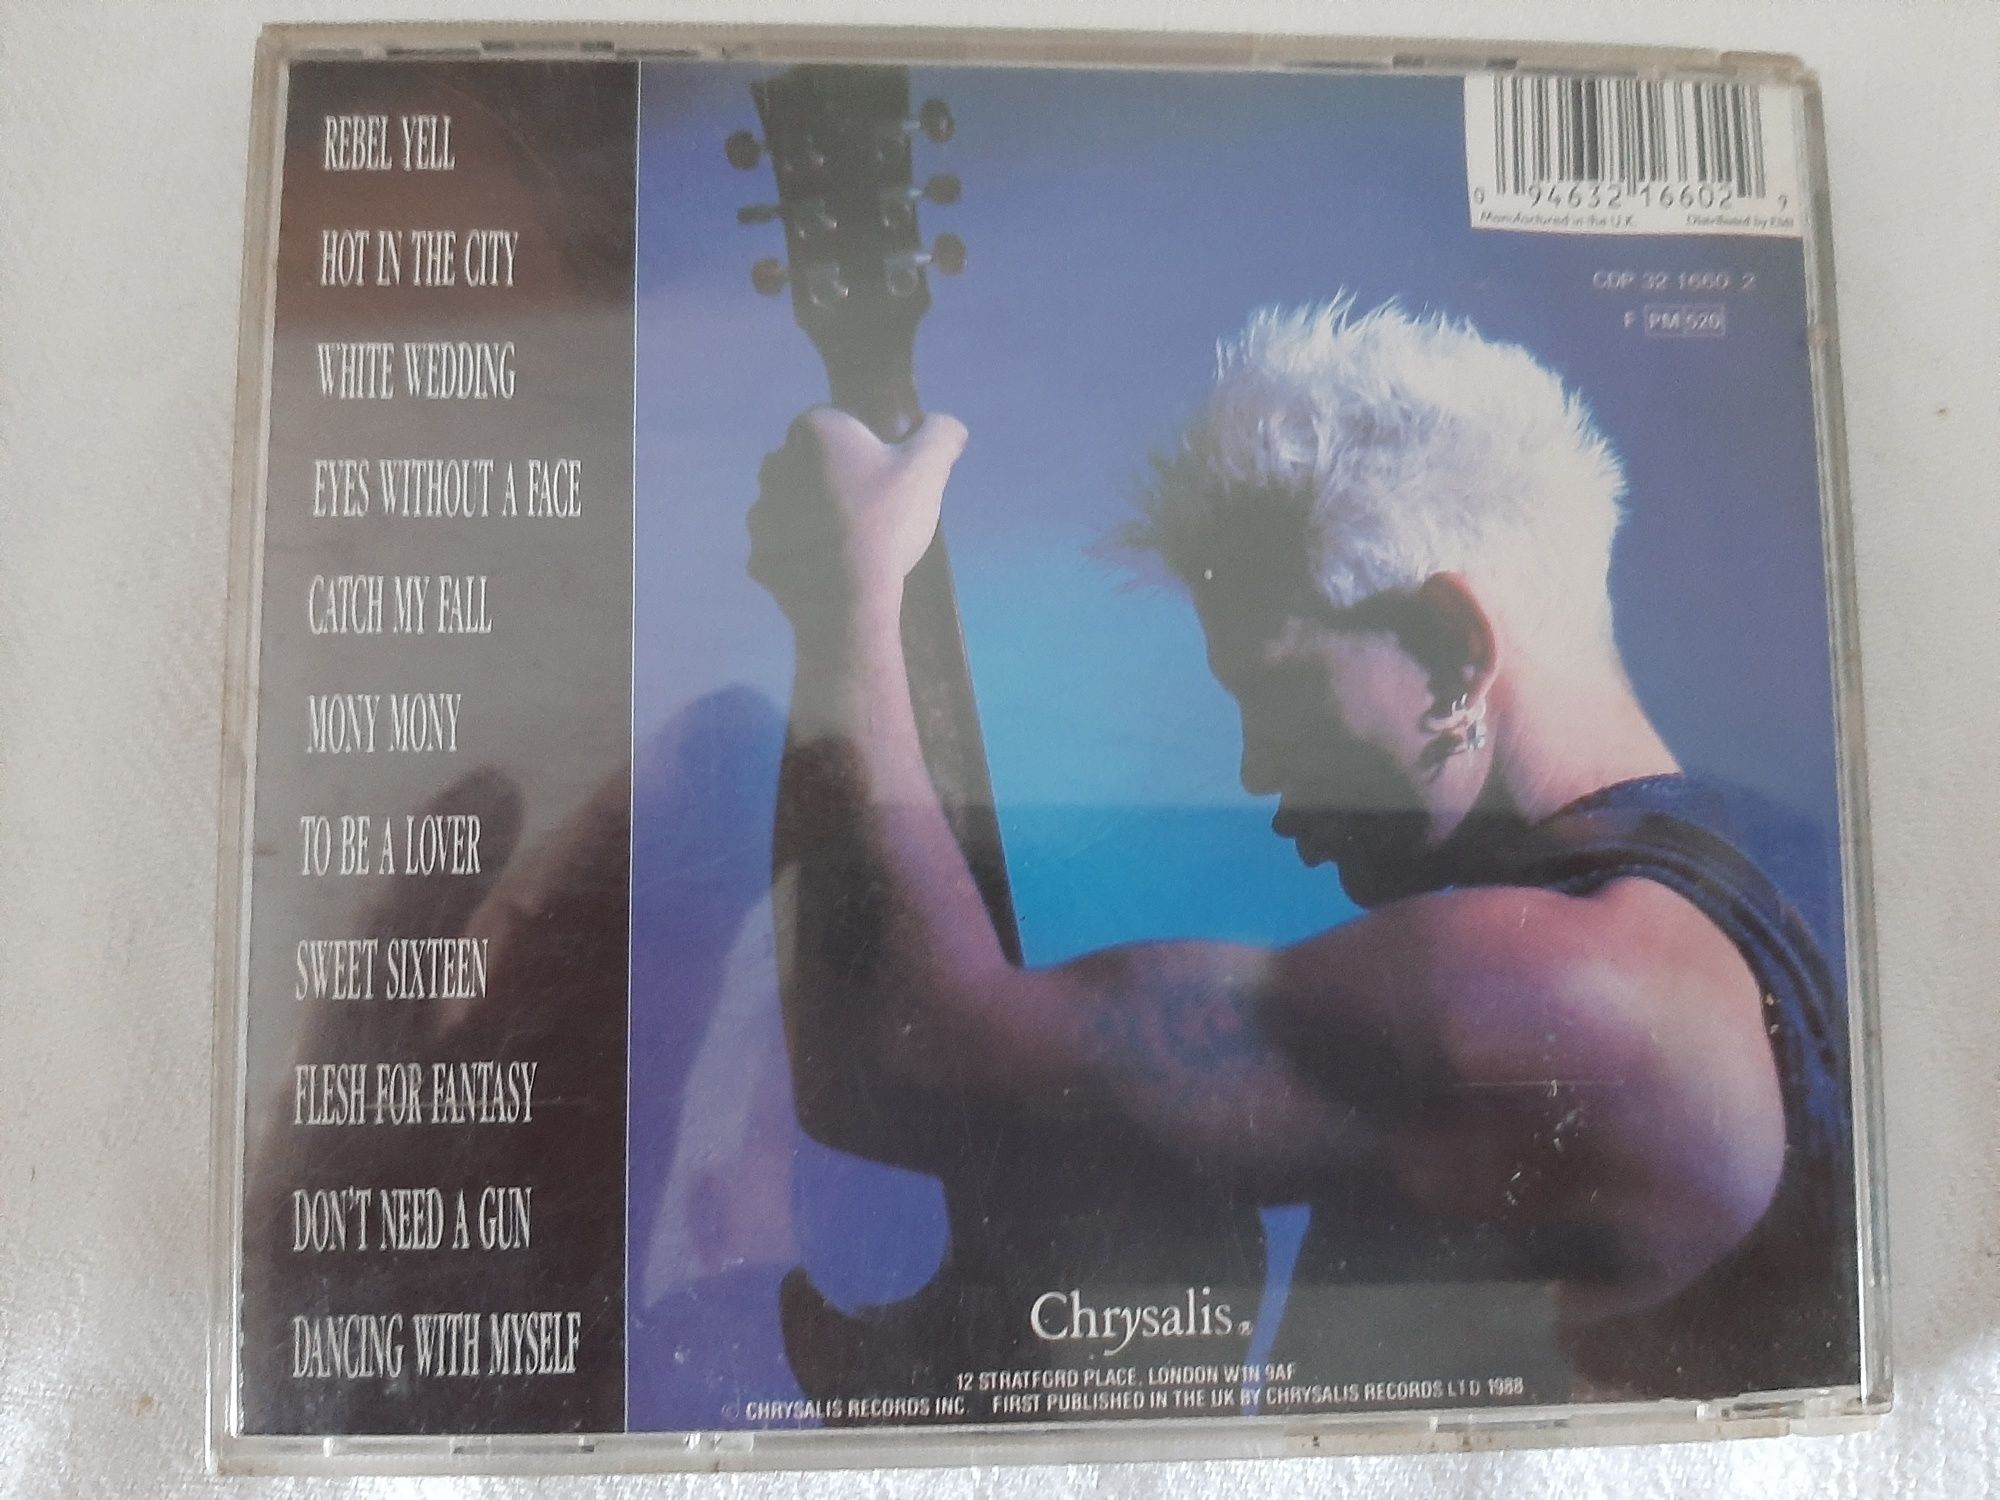 REBEL YELL
HOT IN THE CITY
WHITE WEDDING
EYES WITHOUT A FACE
CATCH MY FALL
MONY MONY
TO BE A LOVER
SWEET SIXTEEN
FLESH FOR FANTASY
DON'T NEED A GUN
DANCING WITH MYSELF
0 94632 16602 9
Manufactured in the U.K. Distributed by EMI
CDP 32 1660 2
F PM 520
Chrysalis®
12 STRATFORD PLACE, LONDON W1N 9AF
© CHRYSALIS RECORDS INC. FIRST PUBLISHED IN THE UK BY CHRYSALIS RECORDS LTD 1988